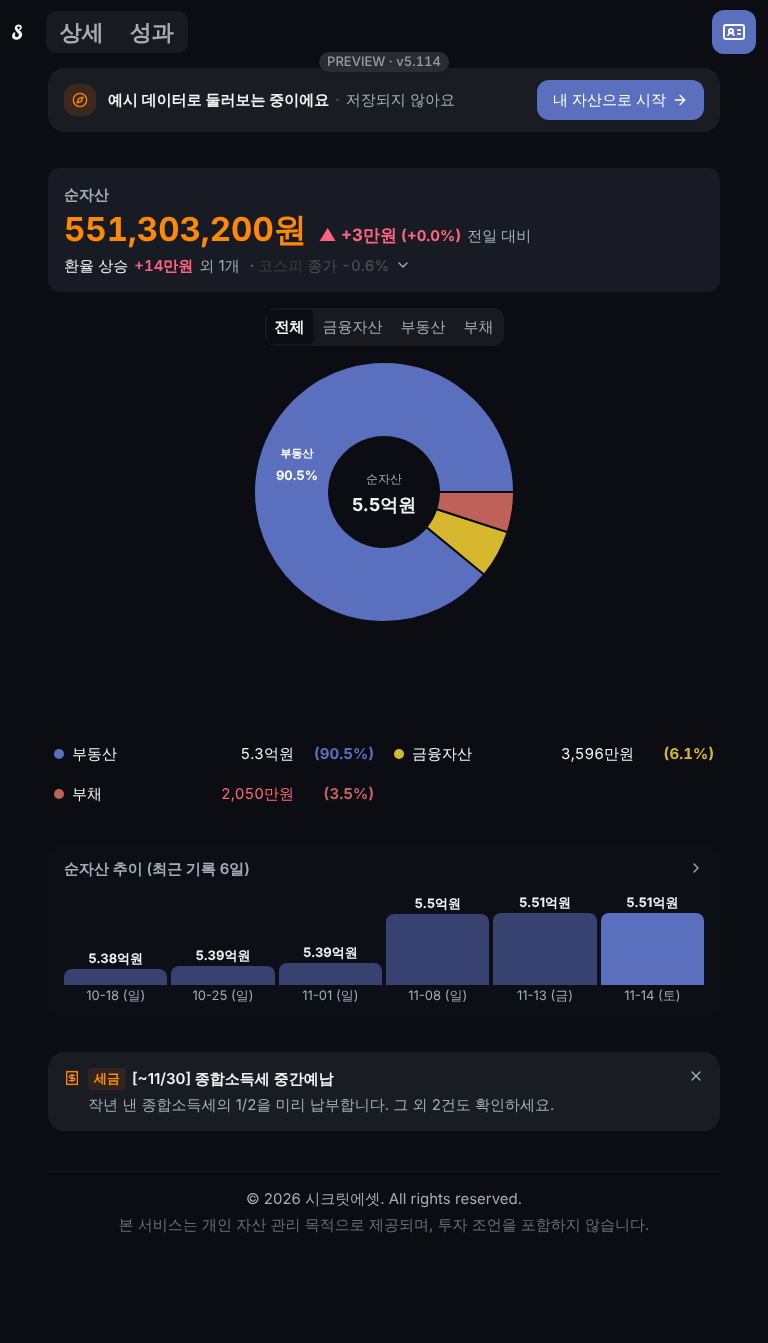 S
상세 성과
PREVIEW · v5.114
예시 데이터로 둘러보는 중이에요 · 저장되지 않아요
내 자산으로 시작 →
순자산
551,303,200원 ▲ +3만원 (+0.0%) 전일 대비
환율 상승 +14만원 외 1개 · 코스피 종가 -0.6%
전체 금융자산 부동산 부채
부동산
90.5%
순자산
5.5억원
부동산 5.3억원 (90.5%) 금융자산 3,596만원 (6.1%)
부채 2,050만원 (3.5%)
순자산 추이 (최근 기록 6일)
5.38억원 5.39억원 5.39억원 5.5억원 5.51억원 5.51억원
10-18 (일) 10-25 (일) 11-01 (일) 11-08 (일) 11-13 (금) 11-14 (토)
세금 [~11/30] 종합소득세 중간예납
작년 낸 종합소득세의 1/2을 미리 납부합니다. 그 외 2건도 확인하세요.
© 2026 시크릿에셋. All rights reserved.
본 서비스는 개인 자산 관리 목적으로 제공되며, 투자 조언을 포함하지 않습니다.